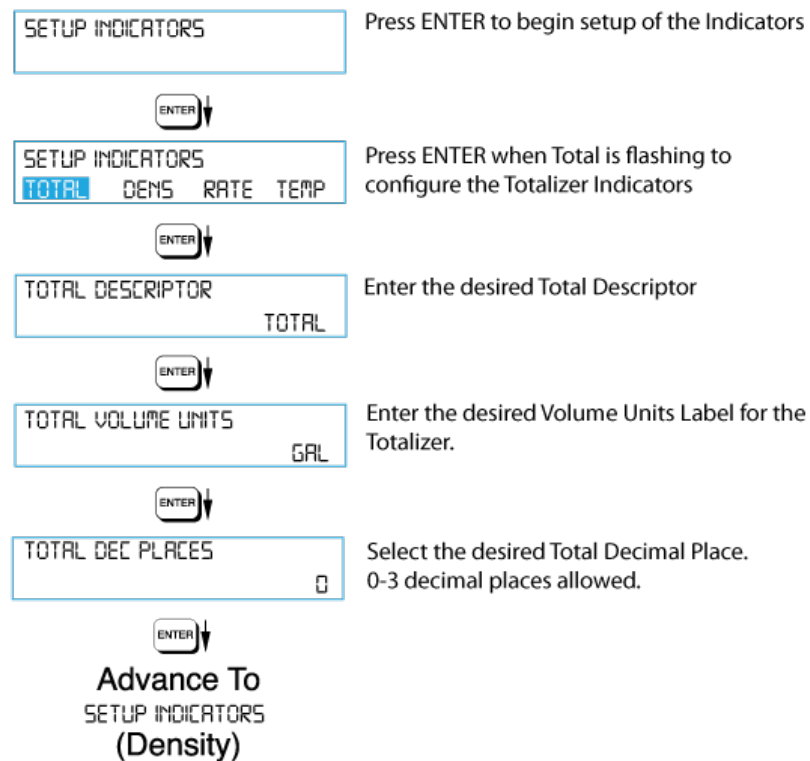 SETUP INDICATORS
Press ENTER to begin setup of the Indicators
ENTER
SETUP INDICATORS
TOTAL DENS RATE TEMP
Press ENTER when Total is flashing to
configure the Totalizer Indicators
ENTER
TOTAL DESCRIPTOR
TOTAL
Enter the desired Total Descriptor
ENTER
TOTAL VOLUME UNITS
GAL
Enter the desired Volume Units Label for the
Totalizer.
ENTER
TOTAL DEC PLACES
0
Select the desired Total Decimal Place.
0-3 decimal places allowed.
ENTER
Advance To
SETUP INDICATORS
(Density)